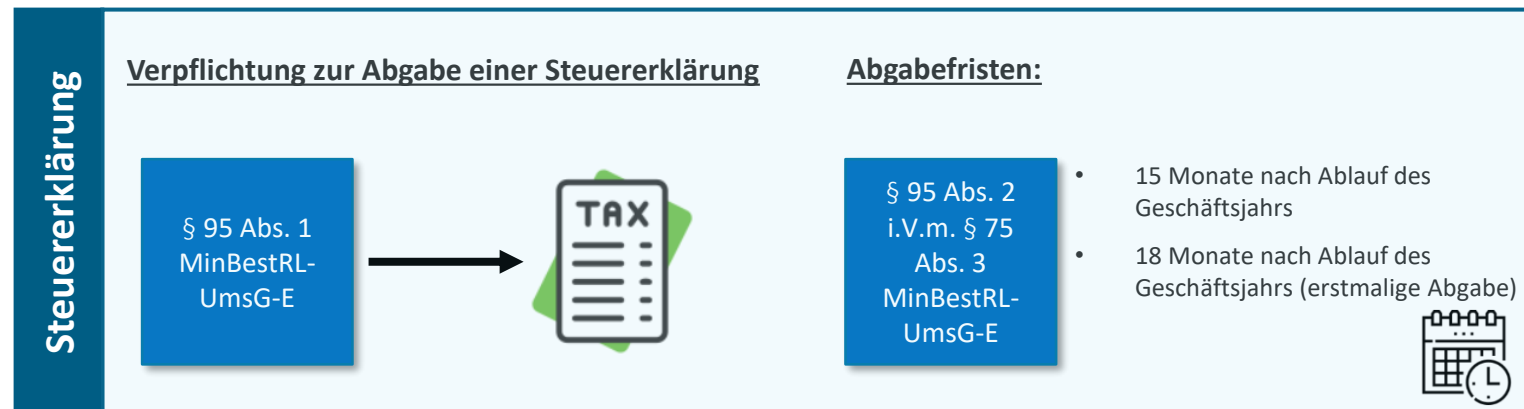 Steuererklärung
Verpflichtung zur Abgabe einer Steuererklärung
§ 95 Abs. 1
MinBestRL-
UmsG-E
TAX
Abgabefristen:
§ 95 Abs. 2
i.V.m. § 75
Abs. 3
MinBestRL-
UmsG-E
• 15 Monate nach Ablauf des
Geschäftsjahrs
• 18 Monate nach Ablauf des
Geschäftsjahrs (erstmalige Abgabe)